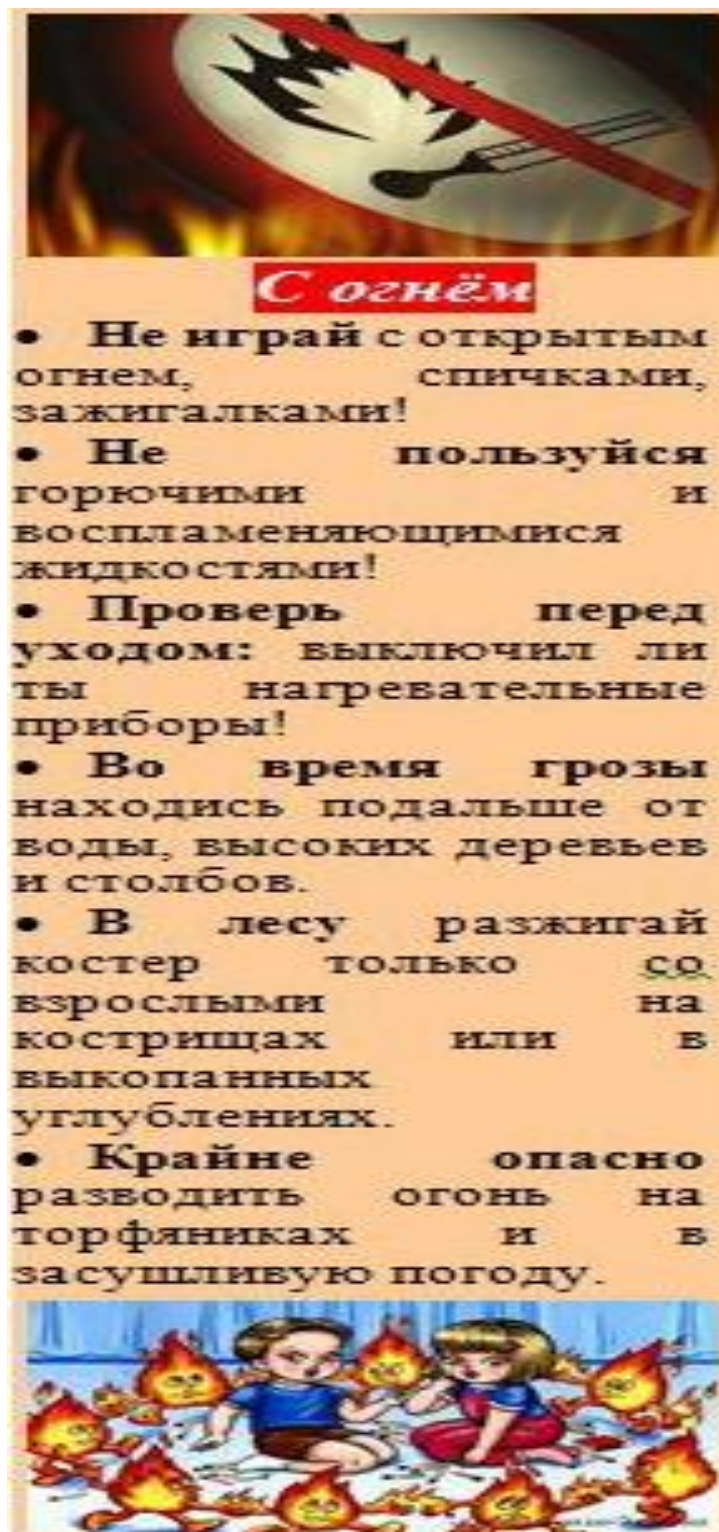 С огнём
• Не играй с открытым
огнем, спичками,
зажигалками!
• Не пользуйся
горючими и
воспламеняющимися
жидкостями!
• Проверь перед
уходом: выключил ли
ты нагревательные
приборы!
• Во время грозы
находись подальше от
воды, высоких деревьев
и столбов.
• В лесу разжигай
костер только со
взрослыми на
кострищах или в
выкопанных
углублениях.
• Крайне опасно
разводить огонь на
торфяниках и в
засушливую погоду.